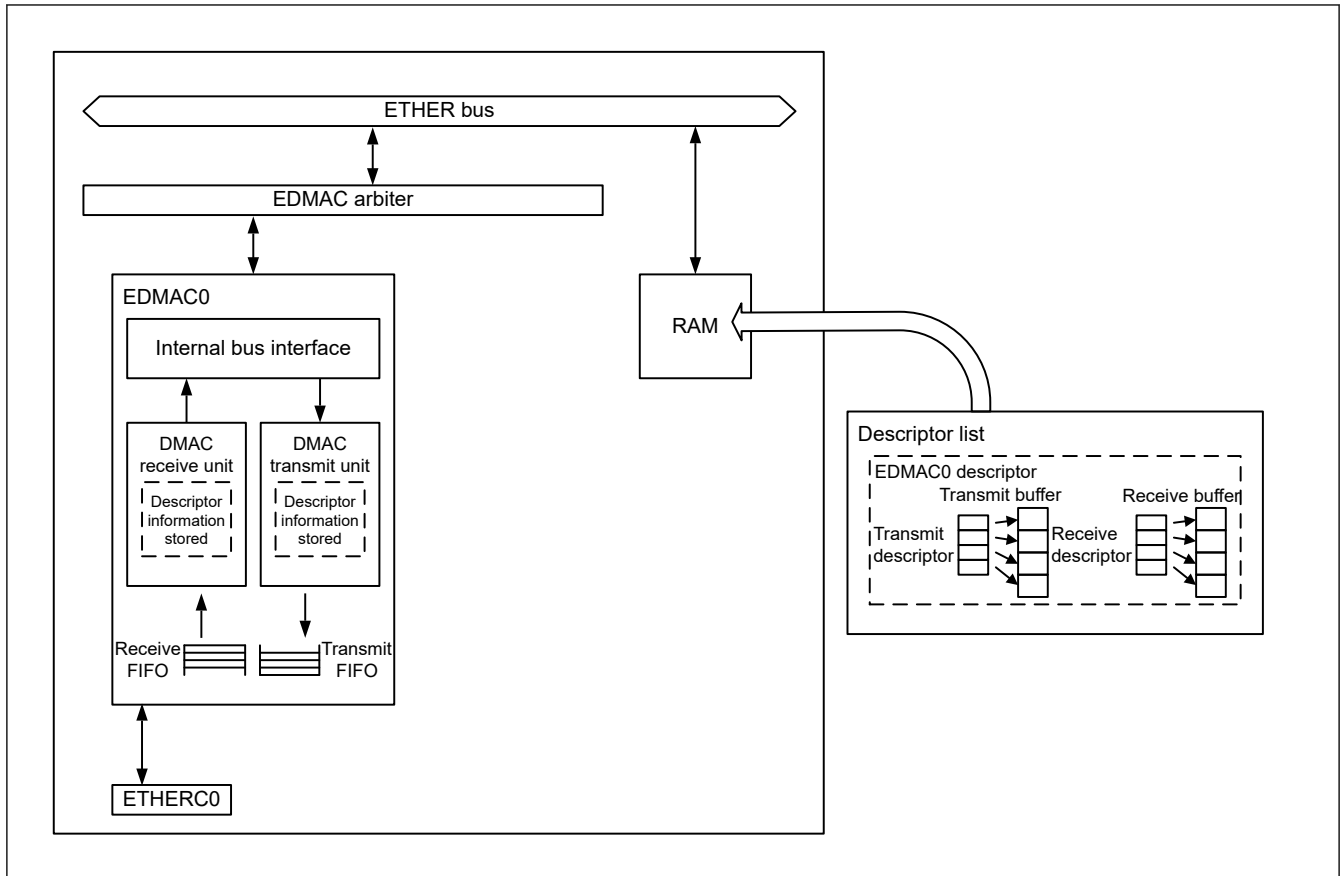 ETHER bus
EDMAC arbiter
EDMAC0
Internal bus interface
DMAC
receive unit
Descriptor
information
stored
DMAC
transmit unit
Descriptor
information
stored
Receive
FIFO
Transmit
FIFO
ETHERC0
RAM
Descriptor list
EDMAC0 descriptor
Transmit buffer
Receive buffer
Transmit
descriptor
Receive
descriptor